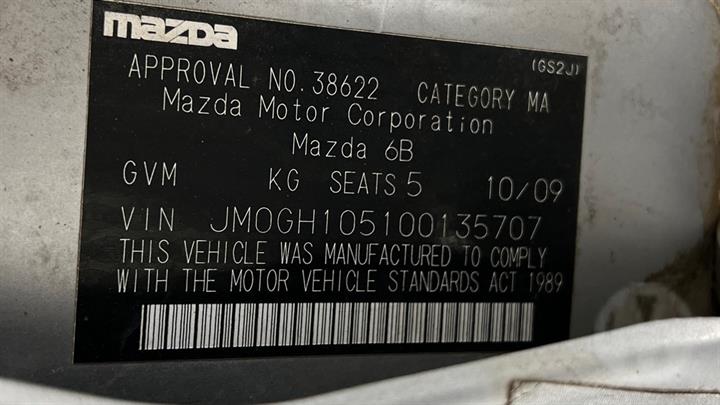 mazda
(GS2J)
APPROVAL NO.38622 CATEGORY MA
Mazda Motor Corporation
Mazda 6B
GVM KG SEATS 5 10/09
VIN JM0GH105100135707
THIS VEHICLE WAS MANUFACTURED TO COMPLY
WITH THE MOTOR VEHICLE STANDARDS ACT 1989